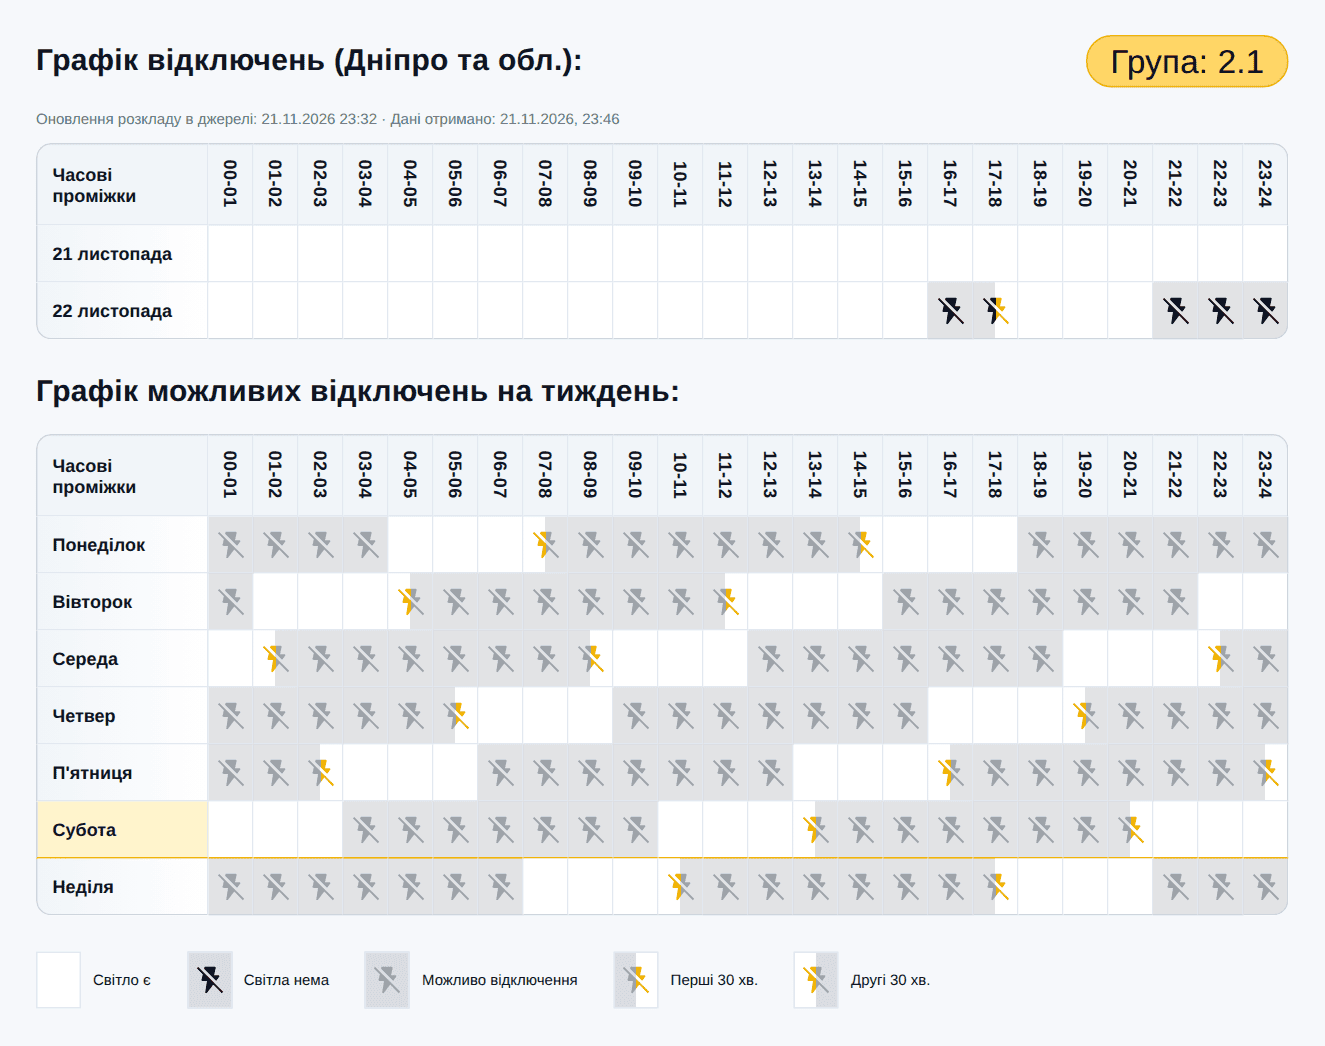 Графік відключень (Дніпро та обл.):
Група: 2.1
Оновлення розкладу в джерелі: 21.11.2026 23:32 · Дані отримано: 21.11.2026, 23:46
Часові проміжки 00-01 01-02 02-03 03-04 04-05 05-06 06-07 07-08 08-09 09-10 10-11 11-12 12-13 13-14 14-15 15-16 16-17 17-18 18-19 19-20 20-21 21-22 22-23 23-24
21 листопада
22 листопада
Графік можливих відключень на тиждень:
Часові проміжки 00-01 01-02 02-03 03-04 04-05 05-06 06-07 07-08 08-09 09-10 10-11 11-12 12-13 13-14 14-15 15-16 16-17 17-18 18-19 19-20 20-21 21-22 22-23 23-24
Понеділок
Вівторок
Середа
Четвер
П'ятниця
Субота
Неділя
Світло є
Світла нема
Можливо відключення
Перші 30 хв.
Другі 30 хв.